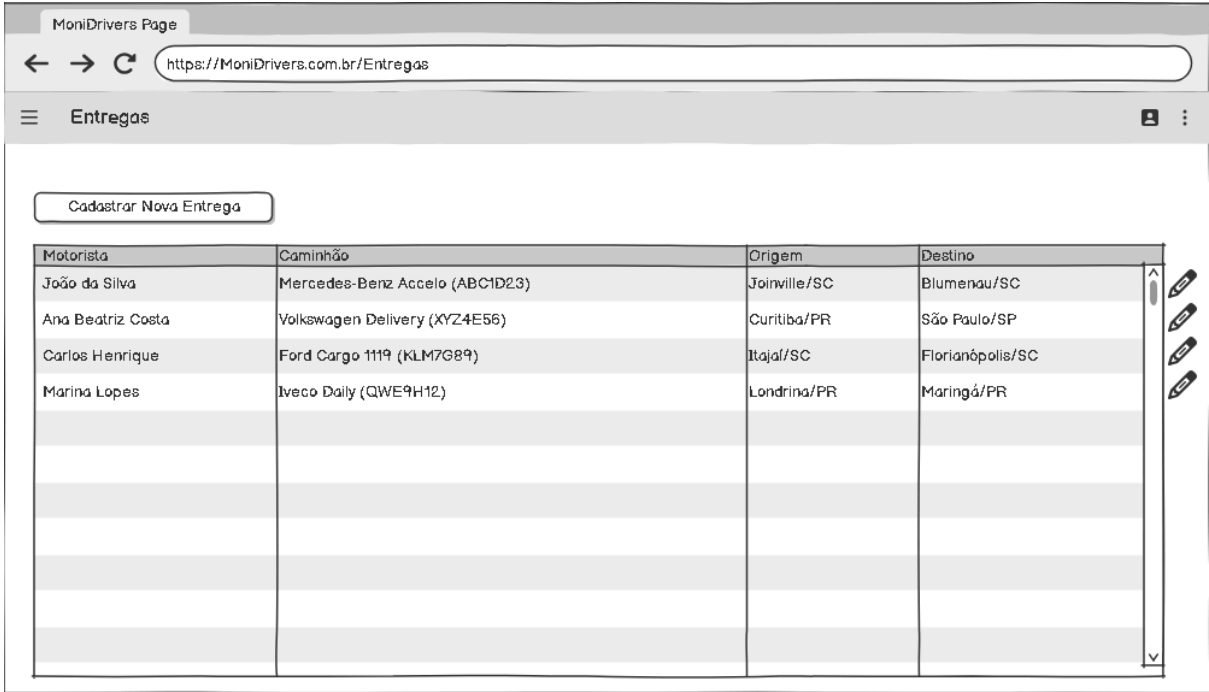 MoniDrivers Page
https://MoniDrivers.com.br/Entregas
Entregas
Cadastrar Nova Entrega
Motorista Caminhão Origem Destino
João da Silva Mercedes-Benz Accelo (ABC1D23) Joinville/SC Blumenau/SC
Ana Beatriz Costa Volkswagen Delivery (XYZ4E56) Curitiba/PR São Paulo/SP
Carlos Henrique Ford Cargo 1119 (KLM7G89) Itajaí/SC Florianópolis/SC
Marina Lopes Iveco Daily (QWE9H12) Londrina/PR Maringá/PR